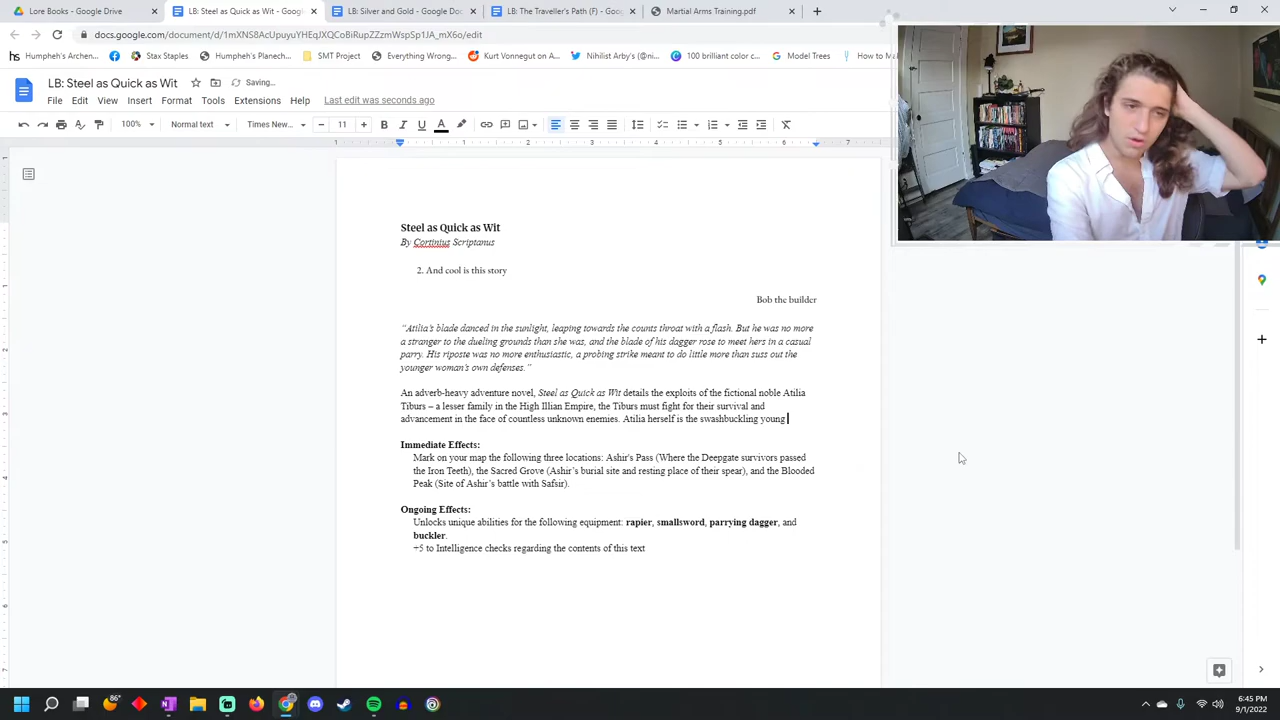 Lore Books - Google Drive
LB: Steel as Quick as Wit - Goog
LB: Silver and Gold - Google Doc
LB: The Traveller's Path (F) - Goog
Martial Arts Training.pdf
Humpheh's Archen...
Stax Staples
Humpheh's Planech...
SMT Project
Everything Wrong...
Kurt Vonnegut on A...
Nihilist Arby's (@ni...
100 brilliant color c...
Model Trees
How
LB: Steel as Quick as Wit
Saving...
File Edit View Insert Format Tools Extensions Help Last edit was seconds ago
100% Normal text Times New... 11
Steel as Quick as Wit
By Cortinius Scriptanus
2. And cool is this story
Bob the builder
“Atilia’s blade danced in the sunlight, leaping towards the counts throat with a flash. But he was no more
a stranger to the dueling grounds than she was, and the blade of his dagger rose to meet hers in a casual
parry. His riposte was no more enthusiastic, a probing strike meant to do little more than suss out the
younger woman’s own defenses.”
An adverb-heavy adventure novel, Steel as Quick as Wit details the exploits of the fictional noble Atilia
Tiburs – a lesser family in the High Illian Empire, the Tiburs must fight for their survival and
advancement in the face of countless unknown enemies. Atilia herself is the swashbuckling young
Immediate Effects:
Mark on your map the following three locations: Ashir's Pass (Where the Deepgate survivors passed
the Iron Teeth), the Sacred Grove (Ashir’s burial site and resting place of their spear), and the Blooded
Peak (Site of Ashir’s battle with Safsir).
Ongoing Effects:
Unlocks unique abilities for the following equipment: rapier, smallsword, parrying dagger, and
buckler.
+5 to Intelligence checks regarding the contents of this text
86°
6:45 PM
9/1/2022